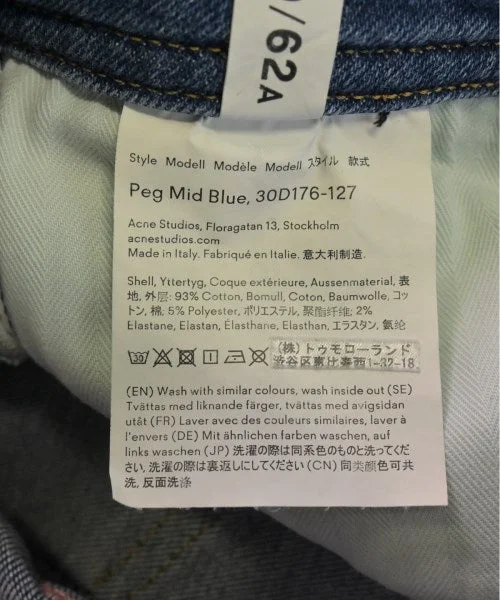 /62A
Style Modell Modèle Modell スタイル 款式
Peg Mid Blue, 30D176-127
Acne Studios, Floragatan 13, Stockholm
acnestudios.com
Made in Italy. Fabriqué en Italie. 意大利制造.
Shell, Yttertyg, Coque extérieure, Aussenmaterial, 表
地, 外层: 93% Cotton, Bomull, Coton, Baumwolle, コッ
トン, 棉; 5% Polyester, ポリエステル, 聚酯纤维; 2%
Elastane, Elastan, Élasthane, Elasthan, エラスタン, 氨纶
(株)トゥモローランド
渋谷区恵比寿西1-32-18
(EN) Wash with similar colours, wash inside out (SE)
Tvättas med liknande färger, tvättas med avigsidan
utåt (FR) Laver avec des couleurs similaires, laver à
l'envers (DE) Mit ähnlichen farben waschen, auf
links waschen (JP) 洗濯の際は同系色のものと洗ってくだ
さい, 洗濯の際は裏返しにしてください (CN) 同类颜色可共
洗, 反面洗涤